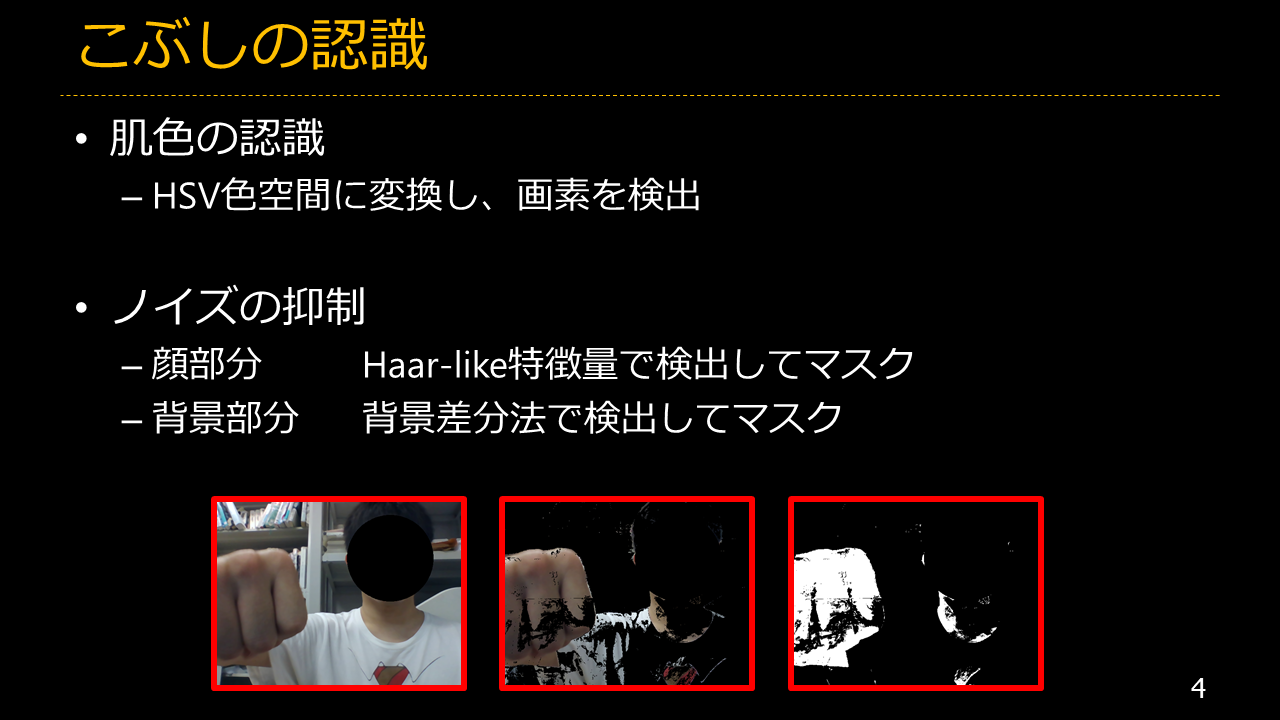 こぶしの認識
• 肌色の認識
– HSV色空間に変換し、画素を検出
• ノイズの抑制
– 顔部分 Haar-like特徴量で検出してマスク
– 背景部分 背景差分法で検出してマスク
4